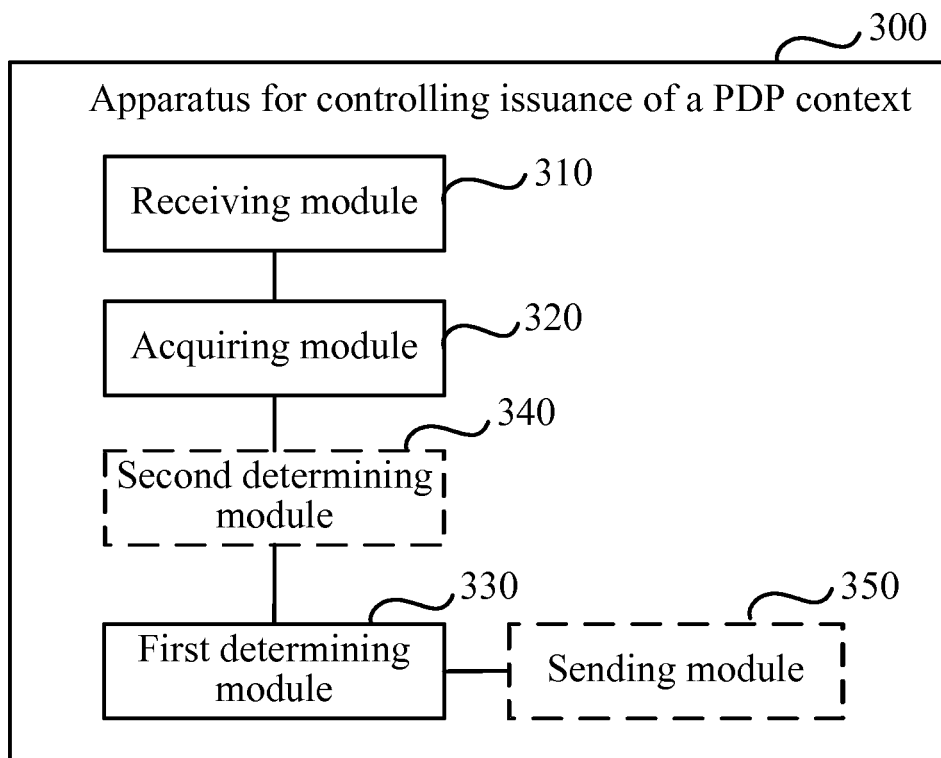 300
Apparatus for controlling issuance of a PDP context
Receiving module
310
Acquiring module
320
340
Second determining
module
330
First determining
module
350
Sending module